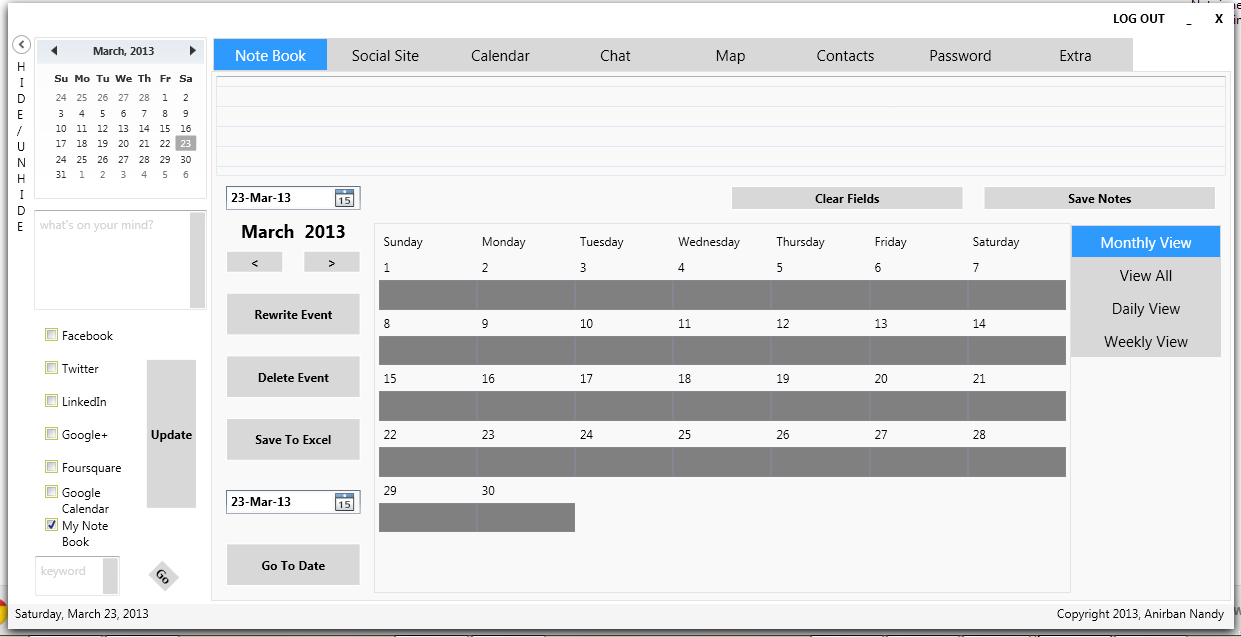 LOG OUT _ X
H
I
D
E
/
U
N
H
I
D
E
March, 2013
Su Mo Tu We Th Fr Sa
24 25 26 27 28 1 2
3 4 5 6 7 8 9
10 11 12 13 14 15 16
17 18 19 20 21 22 23
24 25 26 27 28 29 30
31 1 2 3 4 5 6
what's on your mind?
Facebook
Twitter
LinkedIn
Google+
Foursquare
Google
Calendar
My Note
Book
Update
keyword
Go
Note Book Social Site Calendar Chat Map Contacts Password Extra
23-Mar-13 15
Clear Fields Save Notes
March 2013
< >
Rewrite Event
Delete Event
Save To Excel
23-Mar-13 15
Go To Date
Sunday Monday Tuesday Wednesday Thursday Friday Saturday
1 2 3 4 5 6 7
8 9 10 11 12 13 14
15 16 17 18 19 20 21
22 23 24 25 26 27 28
29 30
Monthly View
View All
Daily View
Weekly View
Saturday, March 23, 2013
Copyright 2013, Anirban Nandy